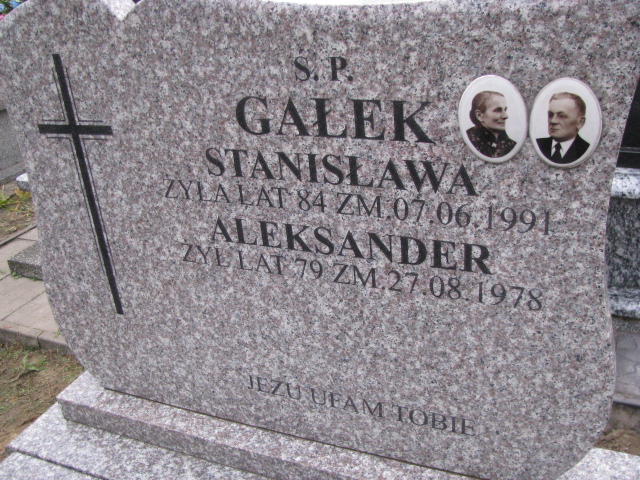 Ś. P.
GAŁEK
STANISŁAWA
ŻYŁA LAT 84 ZM.07.06.1991
ALEKSANDER
ŻYŁ LAT 79 ZM.27.08.1978
JEZU UFAM TOBIE